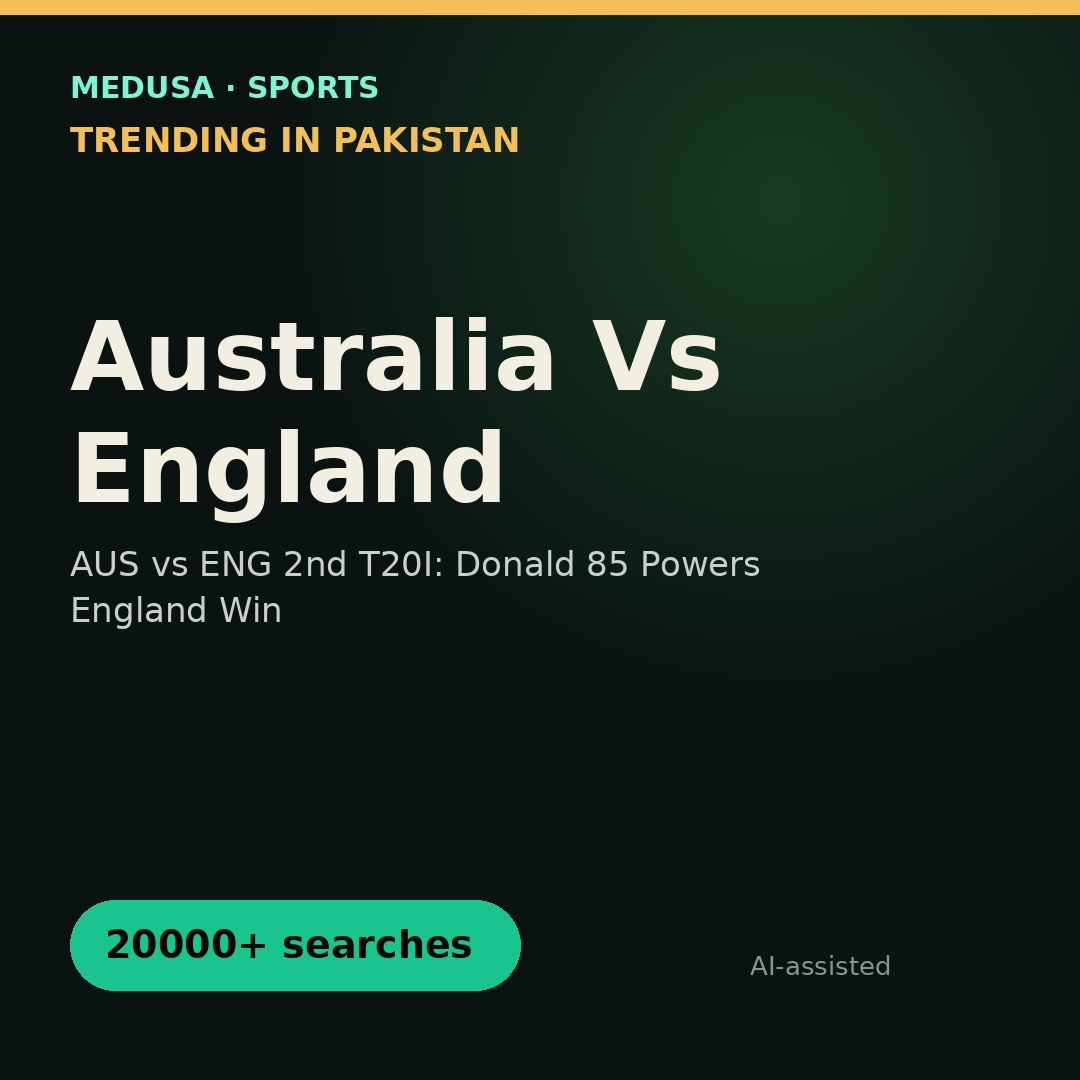 MEDUSA · SPORTS
TRENDING IN PAKISTAN
Australia Vs
England
AUS vs ENG 2nd T20I: Donald 85 Powers
England Win
20000+ searches
AI-assisted